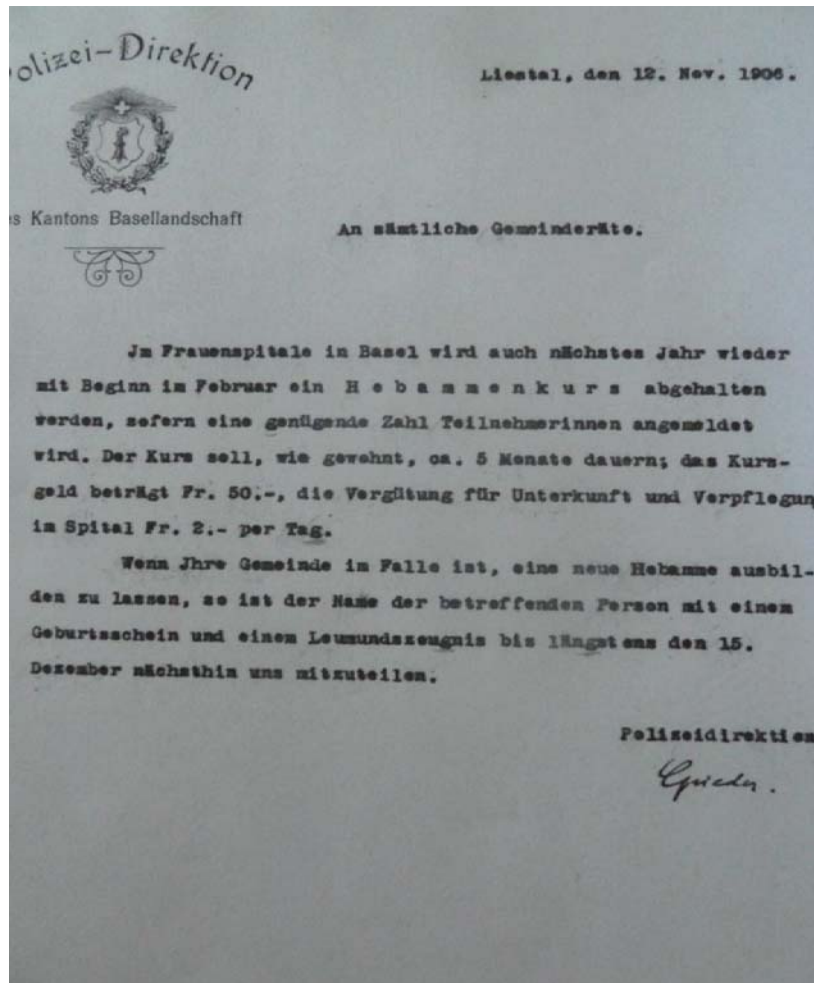 olizei-Direktion
s Kantons Basellandschaft
Liestal, den 12. Nov. 1906.
An sämtliche Gemeinderäte.
Jm Frauenspitale in Basel wird auch nächstes Jahr wieder
mit Beginn im Februar ein H e b a m m e n k u r s abgehalten
werden, sofern eine genügende Zahl Teilnehmerinnen angemeldet
wird. Der Kurs soll, wie gewohnt, ca. 5 Monate dauern; das Kurs-
geld beträgt Fr. 50.-, die Vergütung für Unterkunft und Verpflegun
im Spital Fr. 2.- per Tag.
Wenn Jhre Gemeinde im Falle ist, eine neue Hebamme ausbil-
den zu lassen, so ist der Name der betreffenden Person mit einem
Geburtsschein und einem Leumundszeugnis bis längstens den 15.
Dezember nächsthin uns mitzuteilen.
Polizeidirektion
Grieder.